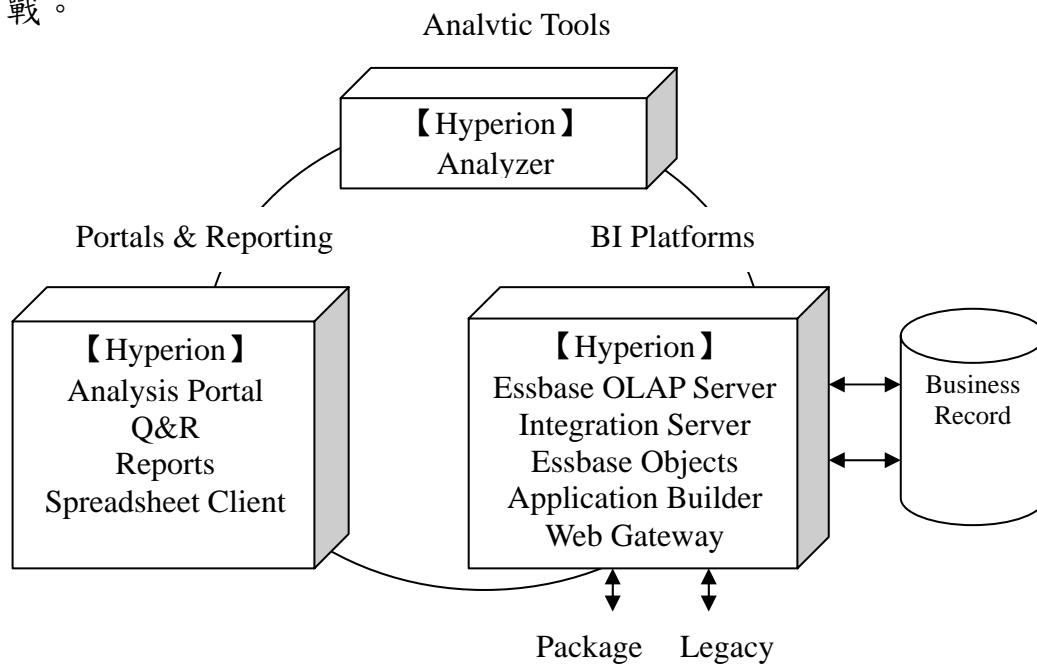 戰。
Analvtic Tools
【Hyperion】
Analyzer
Portals & Reporting
BI Platforms
【Hyperion】
Analysis Portal
Q&R
Reports
Spreadsheet Client
【Hyperion】
Essbase OLAP Server
Integration Server
Essbase Objects
Application Builder
Web Gateway
Business
Record
Package
Legacy